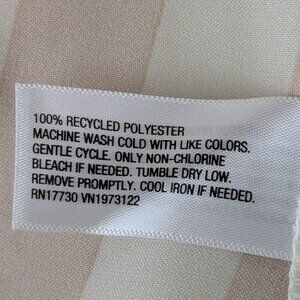 100% RECYCLED POLYESTER
MACHINE WASH COLD WITH LIKE COLORS.
GENTLE CYCLE. ONLY NON-CHLORINE
BLEACH IF NEEDED. TUMBLE DRY LOW.
REMOVE PROMPTLY. COOL IRON IF NEEDED.
RN17730 VN1973122